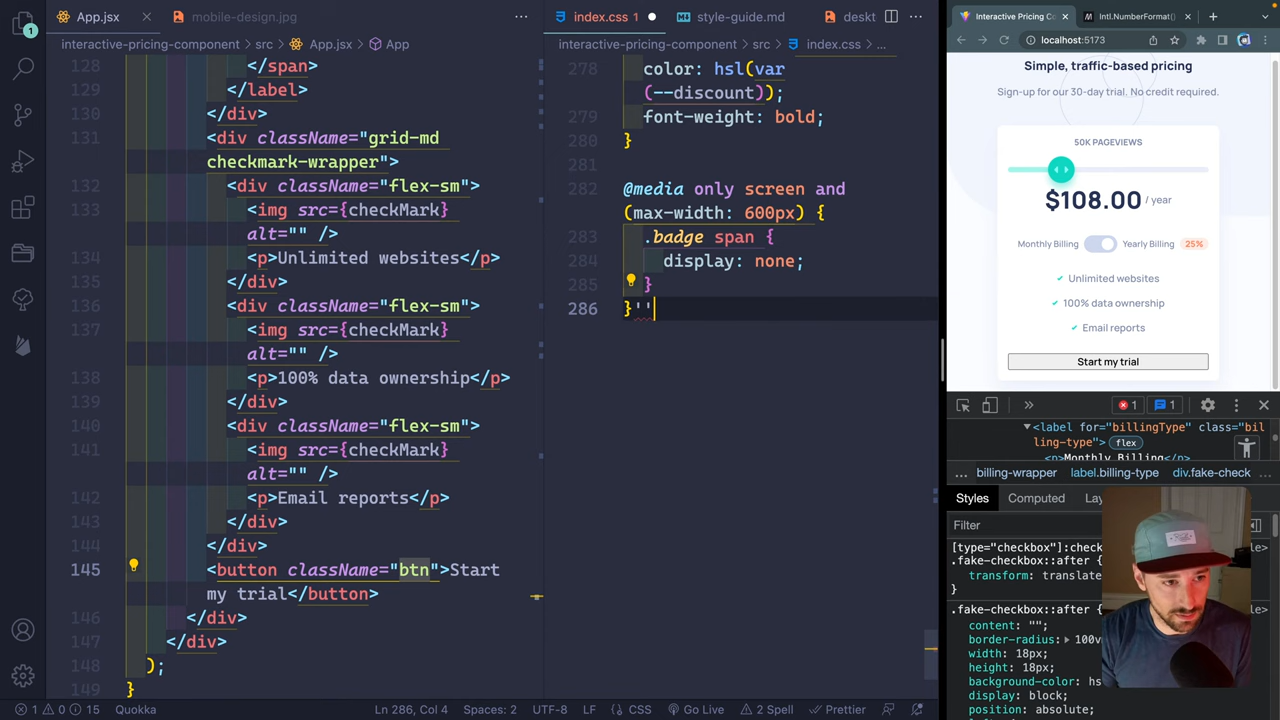 App.jsx
mobile-design.jpg
index.css 1
style-guide.md
deskt
interactive-pricing-component
src
App.jsx
App
interactive-pricing-component
src
index.css
...
128
</span>
129
</label>
130
</div>
131
<div className="grid-md
checkmark-wrapper">
132
<div className="flex-sm">
133
<img src={checkMark}
alt="" />
134
<p>Unlimited websites</p>
135
</div>
136
<div className="flex-sm">
137
<img src={checkMark}
alt="" />
138
<p>100% data ownership</p>
139
</div>
140
<div className="flex-sm">
141
<img src={checkMark}
alt="" />
142
<p>Email reports</p>
143
</div>
144
</div>
145
<button className="btn">Start
my trial</button>
146
</div>
147
</div>
148
);
149
}
278
color: hsl(var
(--discount));
279
font-weight: bold;
280
}
281
282
@media only screen and
(max-width: 600px) {
283
.badge span {
284
display: none;
285
}
286
}''
1
0
15
Quokka
Ln 286, Col 4
Spaces: 2
UTF-8
LF
{} CSS
Go Live
2 Spell
Prettier
Interactive Pricing Co
Intl.NumberFormat()
localhost:5173
Simple, traffic-based pricing
Sign-up for our 30-day trial. No credit required.
50K PAGEVIEWS
$108.00 / year
Monthly Billing
Yearly Billing
25%
Unlimited websites
100% data ownership
Email reports
Start my trial
1
1
<label for="billingType" class="bil
ling-type">
flex
<p>Monthly Billing</p>
...
billing-wrapper
label.billing-type
div.fake-check
...
Styles
Computed
Lay
Filter
[type="checkbox"]:check
le>
.fake-checkbox::after {
transform: translate
}
.fake-checkbox::after {
le>
content: "";
border-radius: 100v
width: 18px;
height: 18px;
background-color: hs
display: block;
position: absolute;